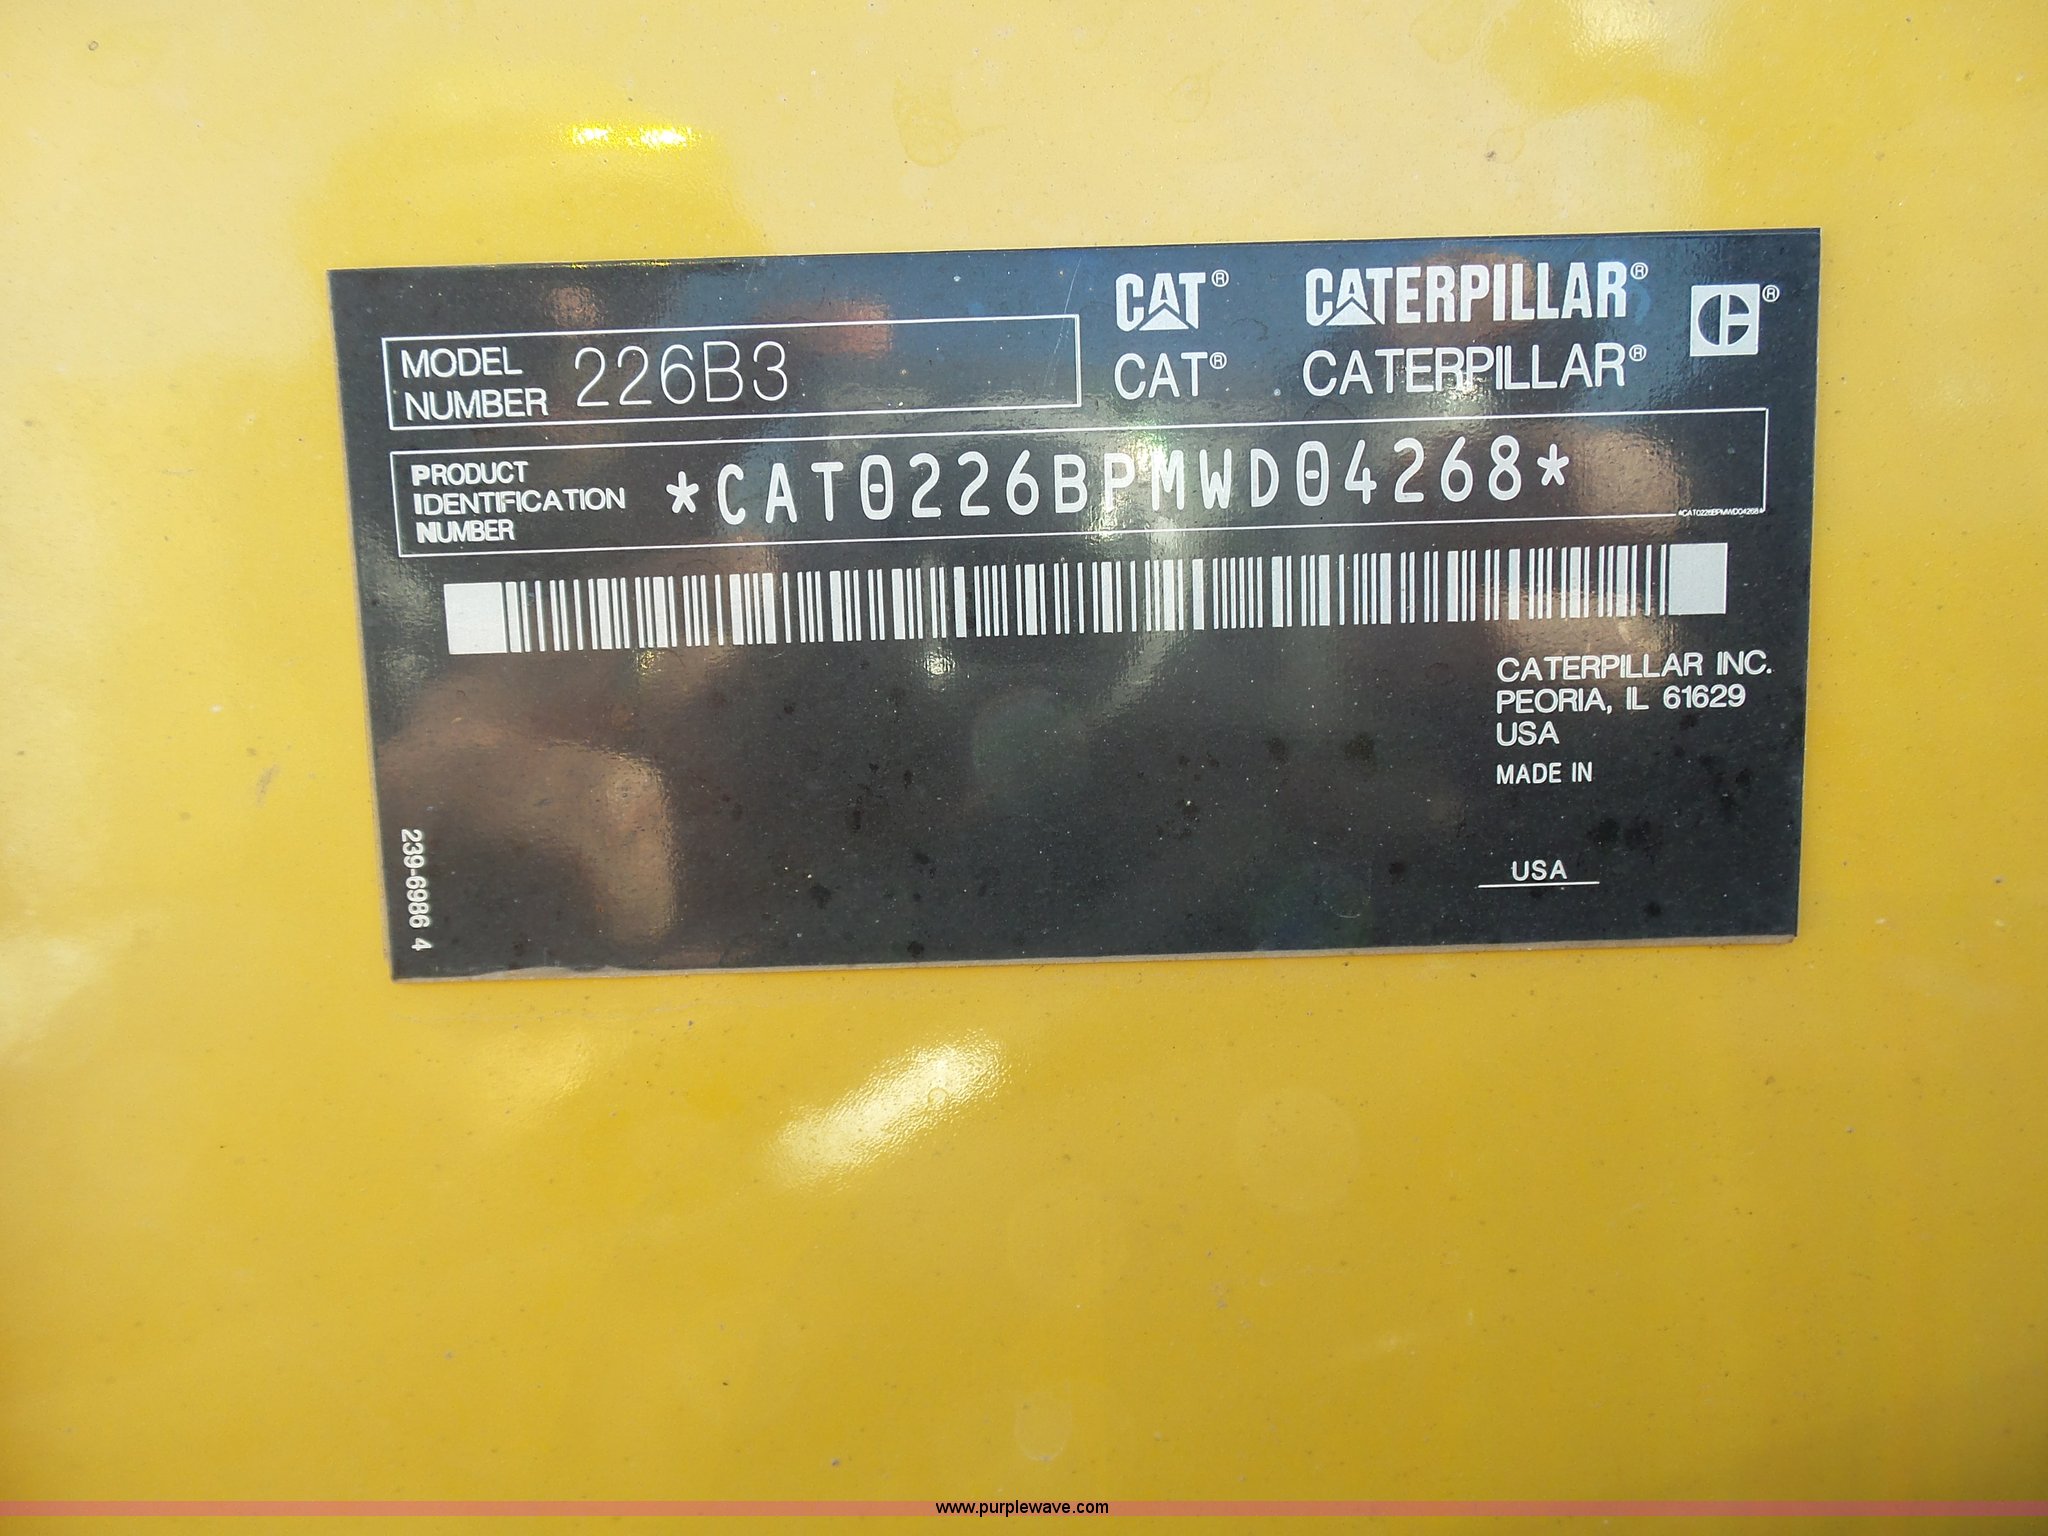 CAT® CATERPILLAR®
MODEL NUMBER 226B3
CAT® CATERPILLAR®
PRODUCT IDENTIFICATION NUMBER *CAT0226BPMWD04268*
*CAT0226BPMWD04268*
CATERPILLAR INC.
PEORIA, IL 61629
USA
MADE IN
USA
239-6986 4
www.purplewave.com